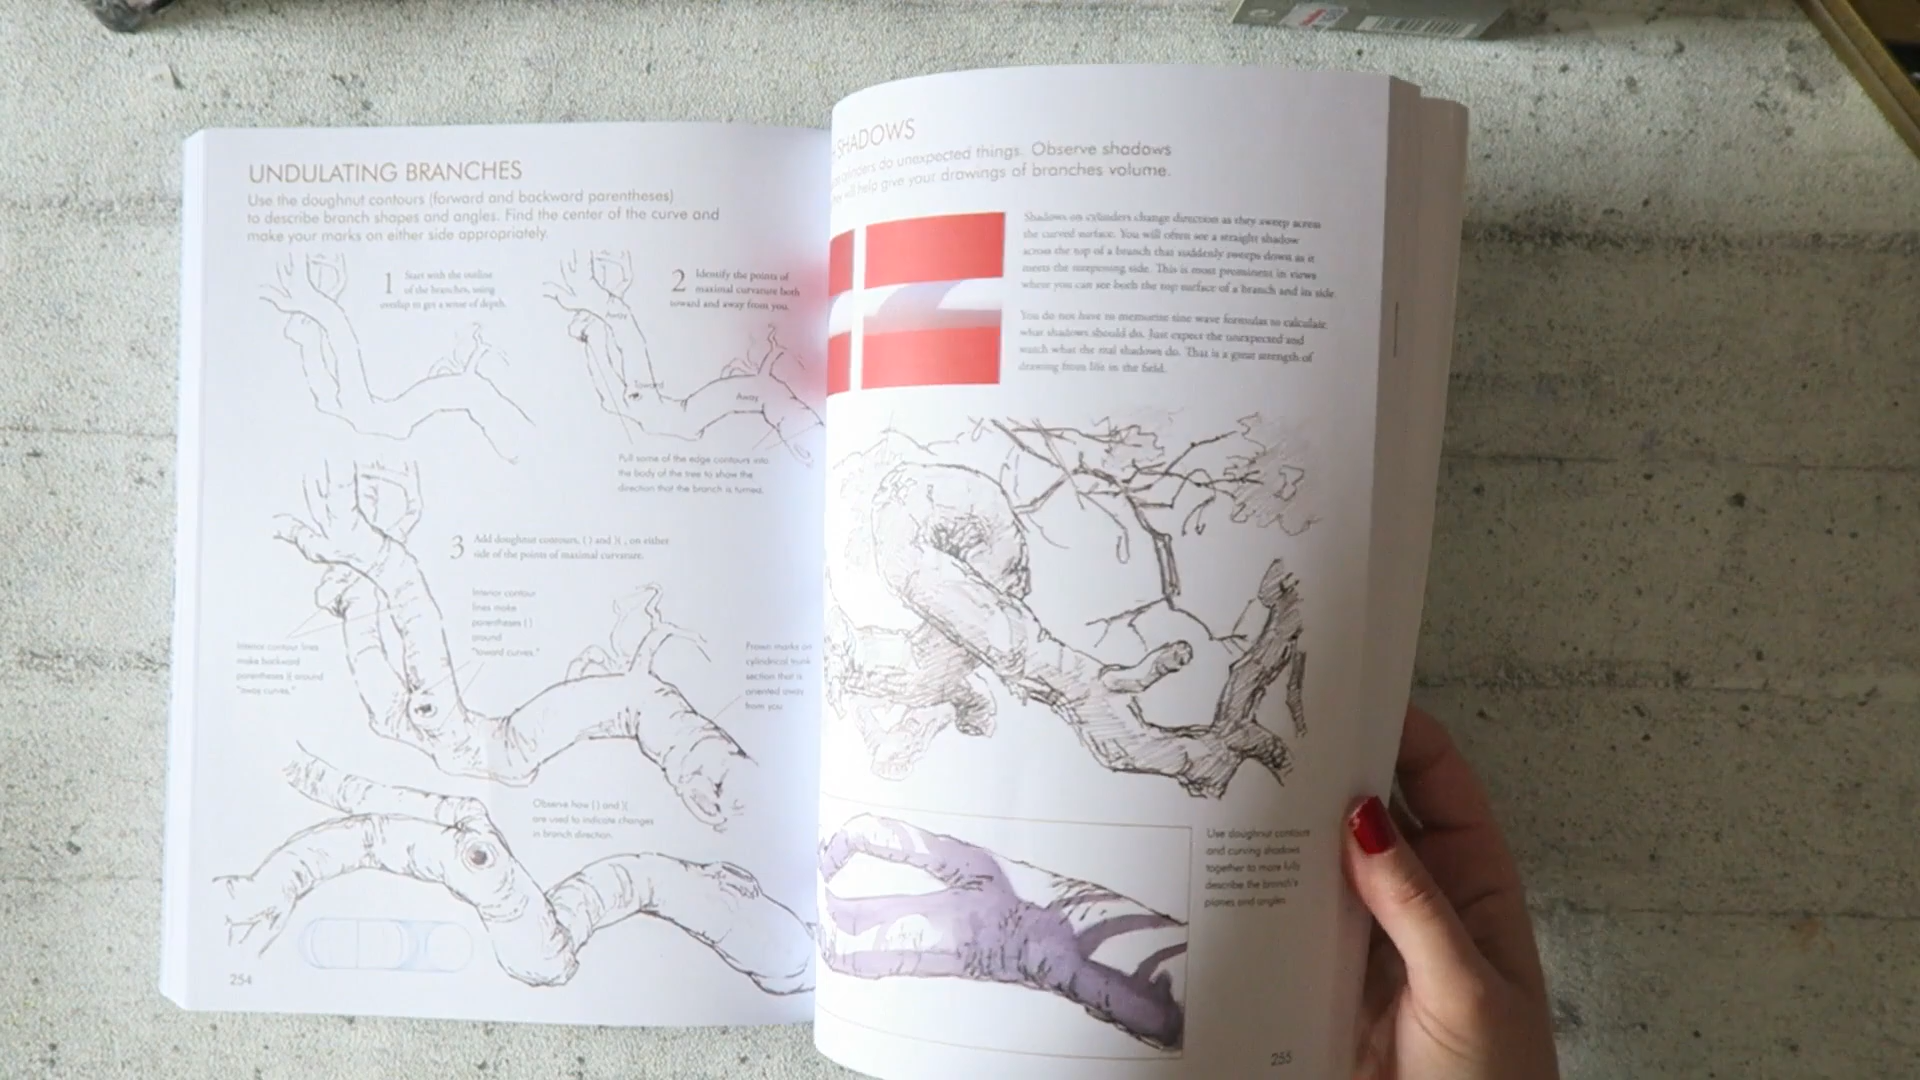 UNDULATING BRANCHES
Use the doughnut contours (forward and backward parentheses)
to describe branch shapes and angles. Find the center of the curve and
make your marks on either side appropriately.
1 Start with the outline
of the branches, using
overlap to get a sense of depth.
2 Identify the points of
maximal curvature both
toward and away from you.
Away
Toward
Away
Pull some of the edge contours into
the body of the tree to show the
direction that the branch is turned.
3 Add doughnut contours, ( ) and )( , on either
side of the points of maximal curvature.
Interior contour
lines make
parentheses ( )
around
"toward curves."
Interior contour lines
make backward
parentheses )( around
"away curves."
marks on
cylindrical trunk
section that is
oriented away
from you
Observe how ( ) and )(
are used to indicate changes
in branch direction.
254
SHADOWS
cylinders do unexpected things. Observe shadows
will help give your drawings of branches volume.
Shadows on cylinders change direction as they sweep across
the curved surface. You will often see a straight shadow
across the top of a branch that suddenly sweeps down as it
meets the steepening side. This is most prominent in views
where you can see both the top surface of a branch and its side.
You do not have to memorize sine wave formulas to calculate
what shadows should do. Just expect the unexpected and
watch what the real shadows do. That is a great strength of
drawing from life in the field.
Use doughnut contours
and curving shadows
together to more fully
describe the branch's
planes and angles.
255